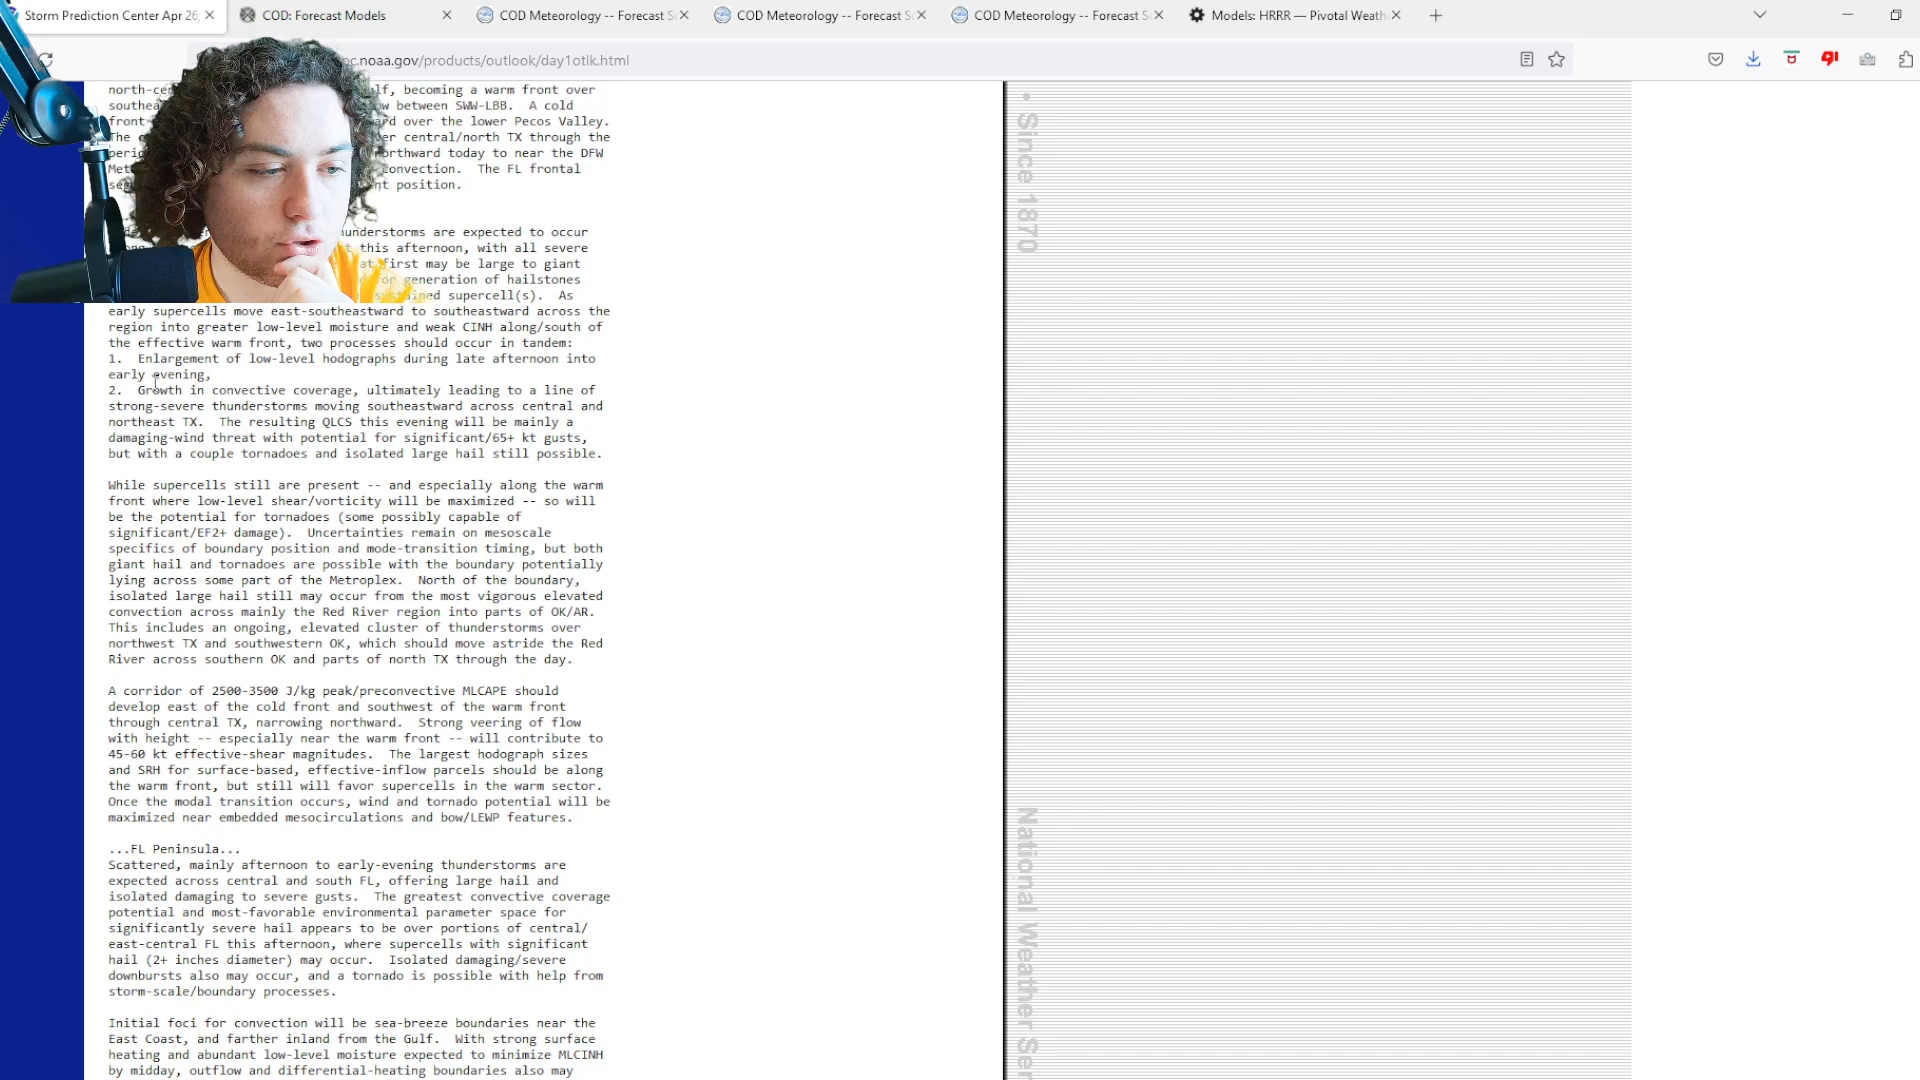 Storm Prediction Center Apr 26,
COD: Forecast Models
COD Meteorology -- Forecast S
COD Meteorology -- Forecast S
COD Meteorology -- Forecast S
Models: HRRR — Pivotal Weath
noaa.gov/products/outlook/day1otlk.html
becoming a warm front over
between SWW-LBB. A cold
over the lower Pecos Valley.
The central/north TX through the
today to near the DFW
convection. The FL frontal
position.
thunderstorms are expected to occur
this afternoon, with all severe
at first may be large to giant
for generation of hailstones
sustained supercell(s). As
early supercells move east-southeastward to southeastward across the
region into greater low-level moisture and weak CINH along/south of
the effective warm front, two processes should occur in tandem:
1. Enlargement of low-level hodographs during late afternoon into
early evening,
2. Growth in convective coverage, ultimately leading to a line of
strong-severe thunderstorms moving southeastward across central and
northeast TX. The resulting QLCS this evening will be mainly a
damaging-wind threat with potential for significant/65+ kt gusts,
but with a couple tornadoes and isolated large hail still possible.
While supercells still are present -- and especially along the warm
front where low-level shear/vorticity will be maximized -- so will
be the potential for tornadoes (some possibly capable of
significant/EF2+ damage). Uncertainties remain on mesoscale
specifics of boundary position and mode-transition timing, but both
giant hail and tornadoes are possible with the boundary potentially
lying across some part of the Metroplex. North of the boundary,
isolated large hail still may occur from the most vigorous elevated
convection across mainly the Red River region into parts of OK/AR.
This includes an ongoing, elevated cluster of thunderstorms over
northwest TX and southwestern OK, which should move astride the Red
River across southern OK and parts of north TX through the day.
A corridor of 2500-3500 J/kg peak/preconvective MLCAPE should
develop east of the cold front and southwest of the warm front
through central TX, narrowing northward. Strong veering of flow
with height -- especially near the warm front -- will contribute to
45-60 kt effective-shear magnitudes. The largest hodograph sizes
and SRH for surface-based, effective-inflow parcels should be along
the warm front, but still will favor supercells in the warm sector.
Once the modal transition occurs, wind and tornado potential will be
maximized near embedded mesocirculations and bow/LEWP features.
...FL Peninsula...
Scattered, mainly afternoon to early-evening thunderstorms are
expected across central and south FL, offering large hail and
isolated damaging to severe gusts. The greatest convective coverage
potential and most-favorable environmental parameter space for
significantly severe hail appears to be over portions of central/
east-central FL this afternoon, where supercells with significant
hail (2+ inches diameter) may occur. Isolated damaging/severe
downbursts also may occur, and a tornado is possible with help from
storm-scale/boundary processes.
Initial foci for convection will be sea-breeze boundaries near the
East Coast, and farther inland from the Gulf. With strong surface
heating and abundant low-level moisture expected to minimize MLCINH
by midday, outflow and differential-heating boundaries also may
• Since 1870
National Weather Ser